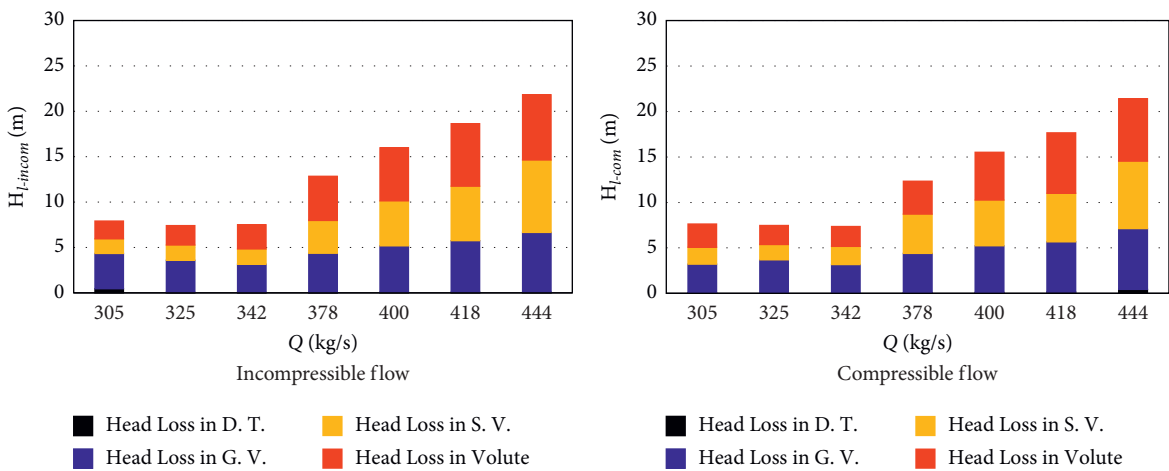 30
25
20
15
10
5
0
H_{l-incom} (m)
305 325 342 378 400 418 444
Q (kg/s)
Incompressible flow
Head Loss in D. T.
Head Loss in S. V.
Head Loss in G. V.
Head Loss in Volute
30
25
20
15
10
5
0
H_{l-com} (m)
305 325 342 378 400 418 444
Q (kg/s)
Compressible flow
Head Loss in D. T.
Head Loss in S. V.
Head Loss in G. V.
Head Loss in Volute